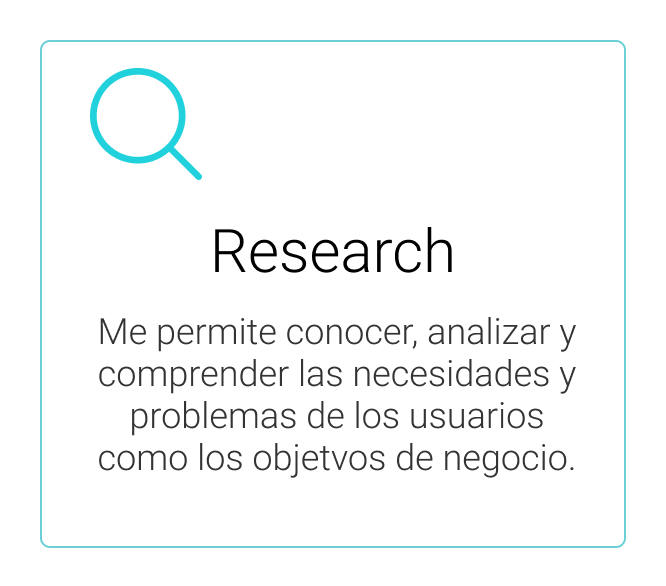 Research
Me permite conocer, analizar y
comprender las necesidades y
problemas de los usuarios
como los objetvos de negocio.